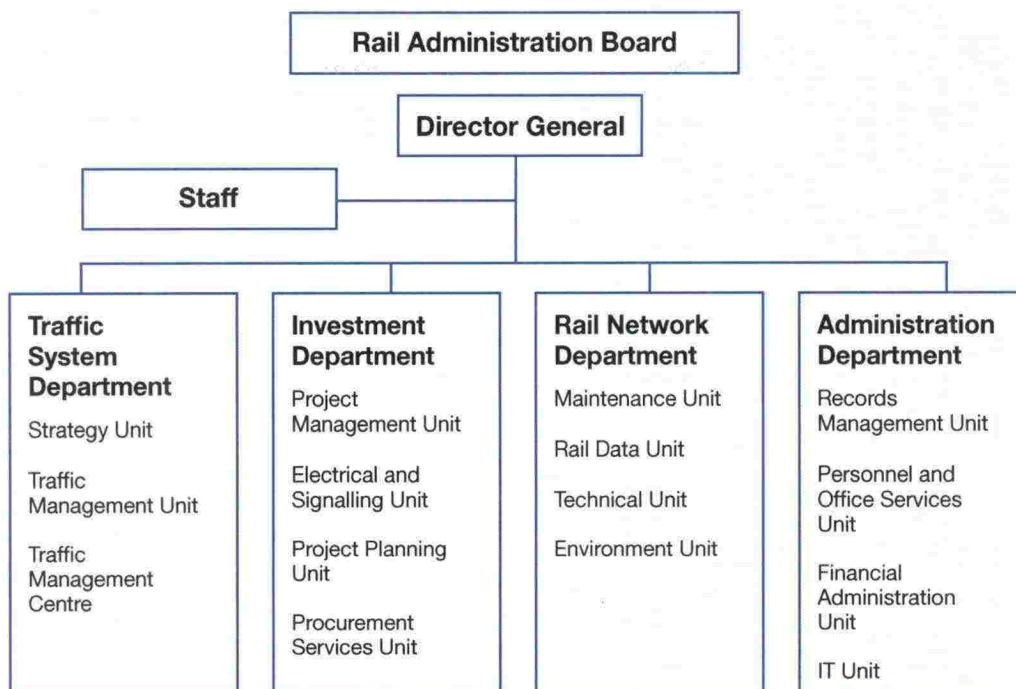 Rail Administration Board
Director General
Staff
Traffic
System
Department
Strategy Unit
Traffic
Management Unit
Traffic
Management
Centre
Investment
Department
Project
Management Unit
Electrical and
Signalling Unit
Project Planning
Unit
Procurement
Services Unit
Rail Network
Department
Maintenance Unit
Rail Data Unit
Technical Unit
Environment Unit
Administration
Department
Records
Management Unit
Personnel and
Office Services
Unit
Financial
Administration
Unit
IT Unit